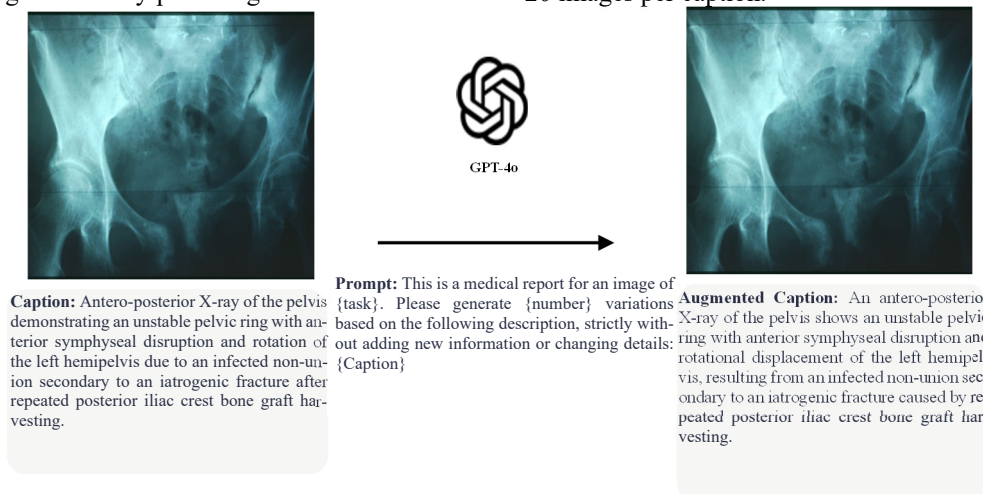 20 images per caption.
GPT-4o
Caption: Antero-posterior X-ray of the pelvis
demonstrating an unstable pelvic ring with an-
terior symphyseal disruption and rotation of
the left hemipelvis due to an infected non-un-
ion secondary to an iatrogenic fracture after
repeated posterior iliac crest bone graft har-
vesting.
Prompt: This is a medical report for an image of
{task}. Please generate {number} variations
based on the following description, strictly with-
out adding new information or changing details:
{Caption}
Augmented Caption: An antero-posterio
X-ray of the pelvis shows an unstable pelvi
ring with anterior symphyseal disruption and
rotational displacement of the left hemipel
vis, resulting from an infected non-union sec
ondary to an iatrogenic fracture caused by re
peated posterior iliac crest bone graft har
vesting.